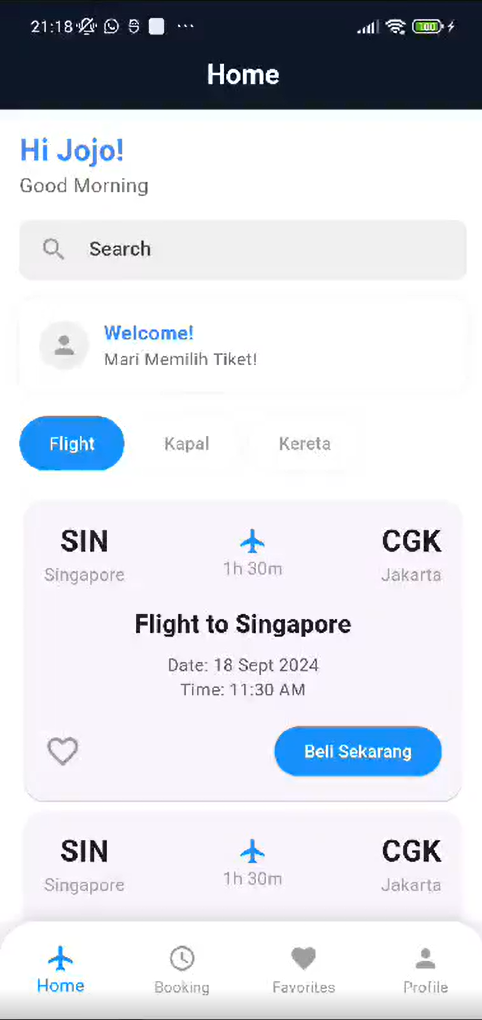 21:18
100
Home
Hi Jojo!
Good Morning
Search
Welcome!
Mari Memilih Tiket!
Flight Kapal Kereta
SIN CGK
Singapore 1h 30m Jakarta
Flight to Singapore
Date: 18 Sept 2024
Time: 11:30 AM
Beli Sekarang
SIN CGK
Singapore 1h 30m Jakarta
Home Booking Favorites Profile